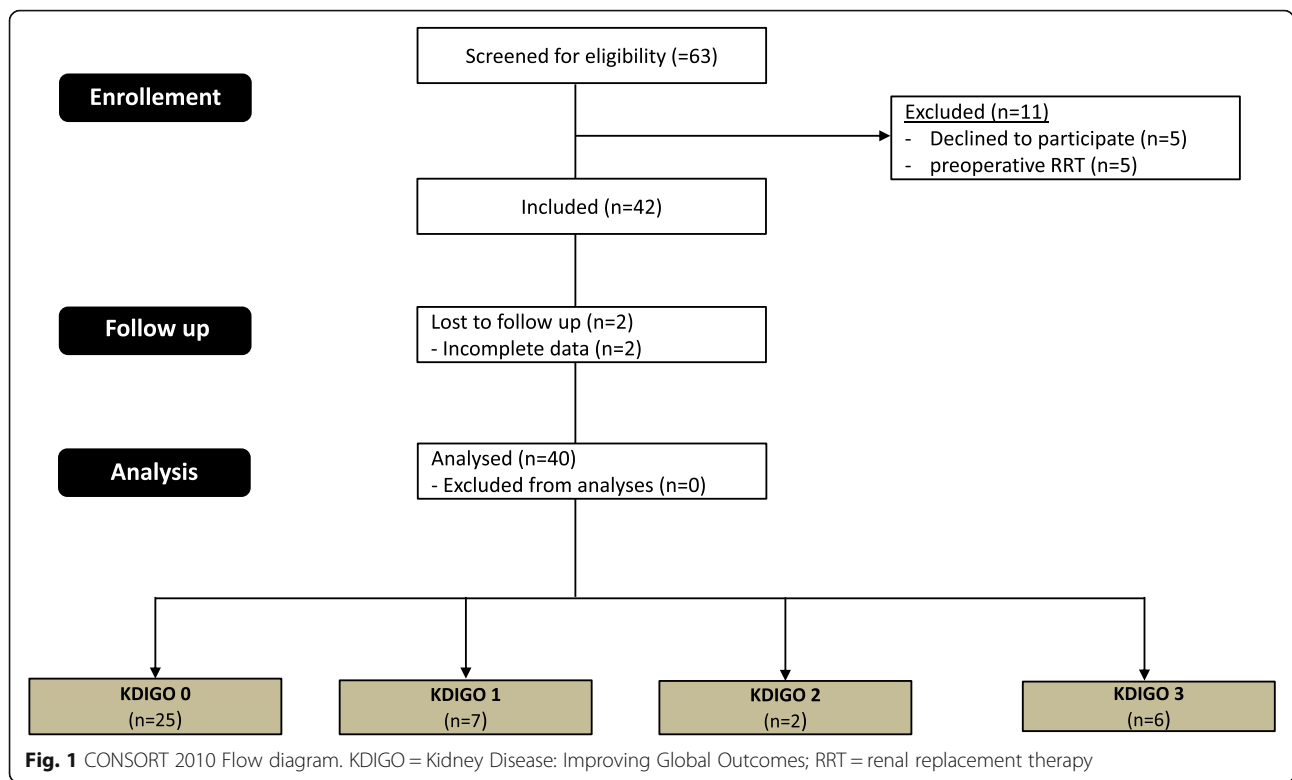 Screened for eligibility (=63)
Enrollement
Excluded (n=11)
- Declined to participate (n=5)
- preoperative RRT (n=5)
Included (n=42)
Follow up
Lost to follow up (n=2)
- Incomplete data (n=2)
Analysis
Analysed (n=40)
- Excluded from analyses (n=0)
KDIGO 0
(n=25)
KDIGO 1
(n=7)
KDIGO 2
(n=2)
KDIGO 3
(n=6)
Fig. 1 CONSORT 2010 Flow diagram. KDIGO = Kidney Disease: Improving Global Outcomes; RRT = renal replacement therapy